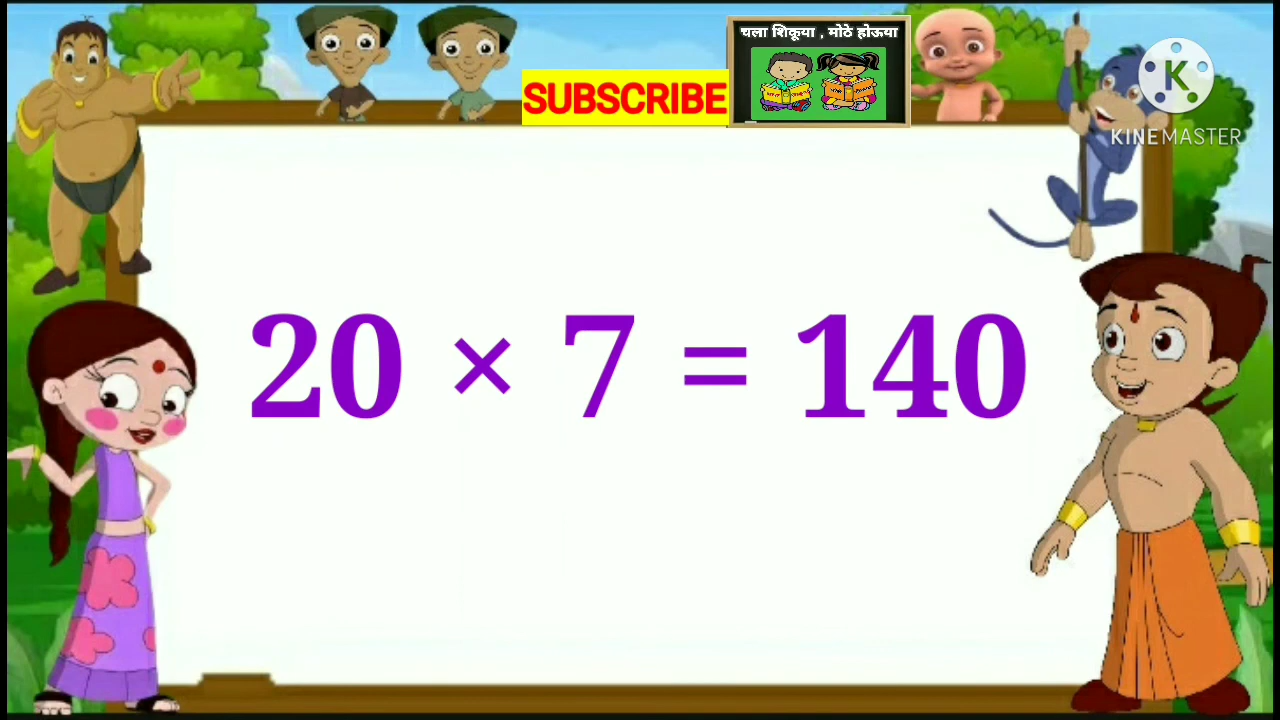 चला शिकूया , मोठे होऊया
SUBSCRIBE
K
KINEMASTER
20 × 7 = 140